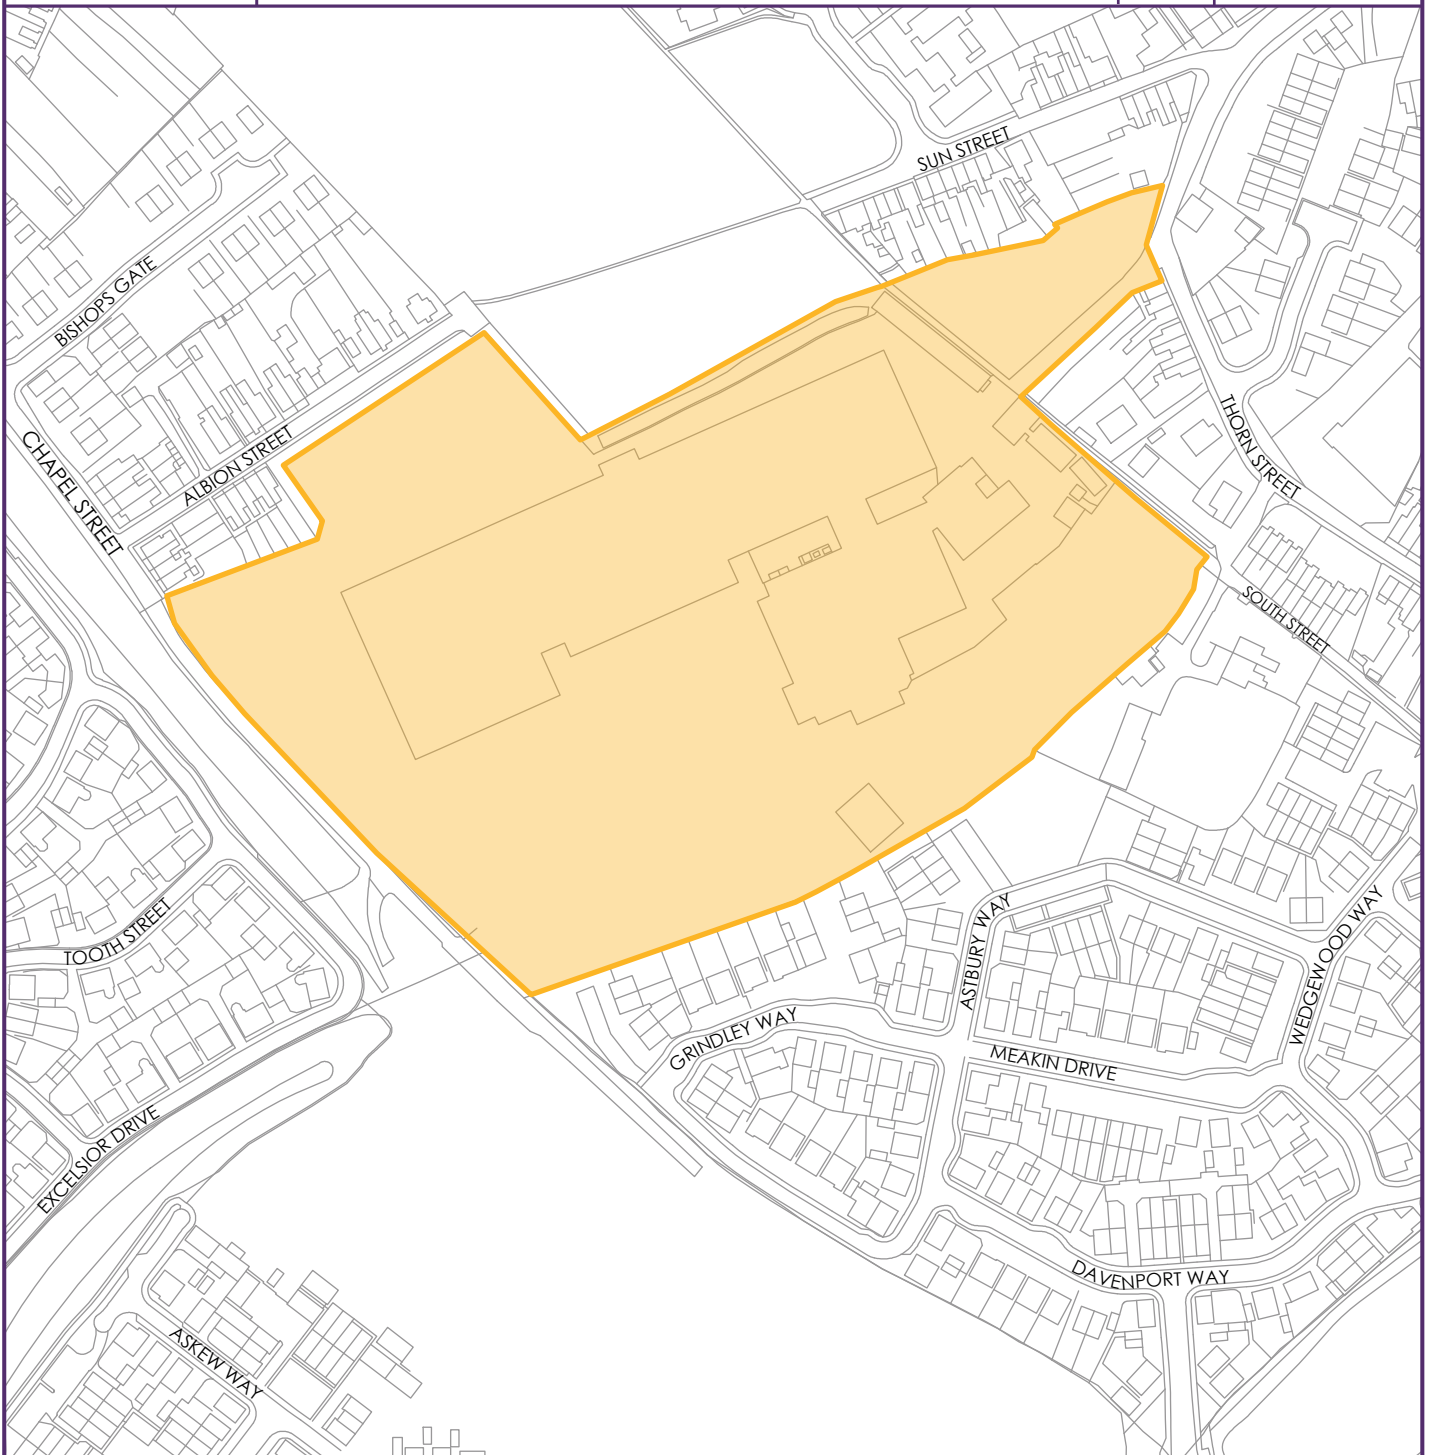 SUN STREET
BISHOPS GATE
ALBION STREET
CHAPEL STREET
THORN STREET
SOUTH STREET
TOOTH STREET
ASTBURY WAY
WEDGEWOOD WAY
GRINDLEY WAY
MEAKIN DRIVE
EXCELSIOR DRIVE
DAVENPORT WAY
ASKEW WAY